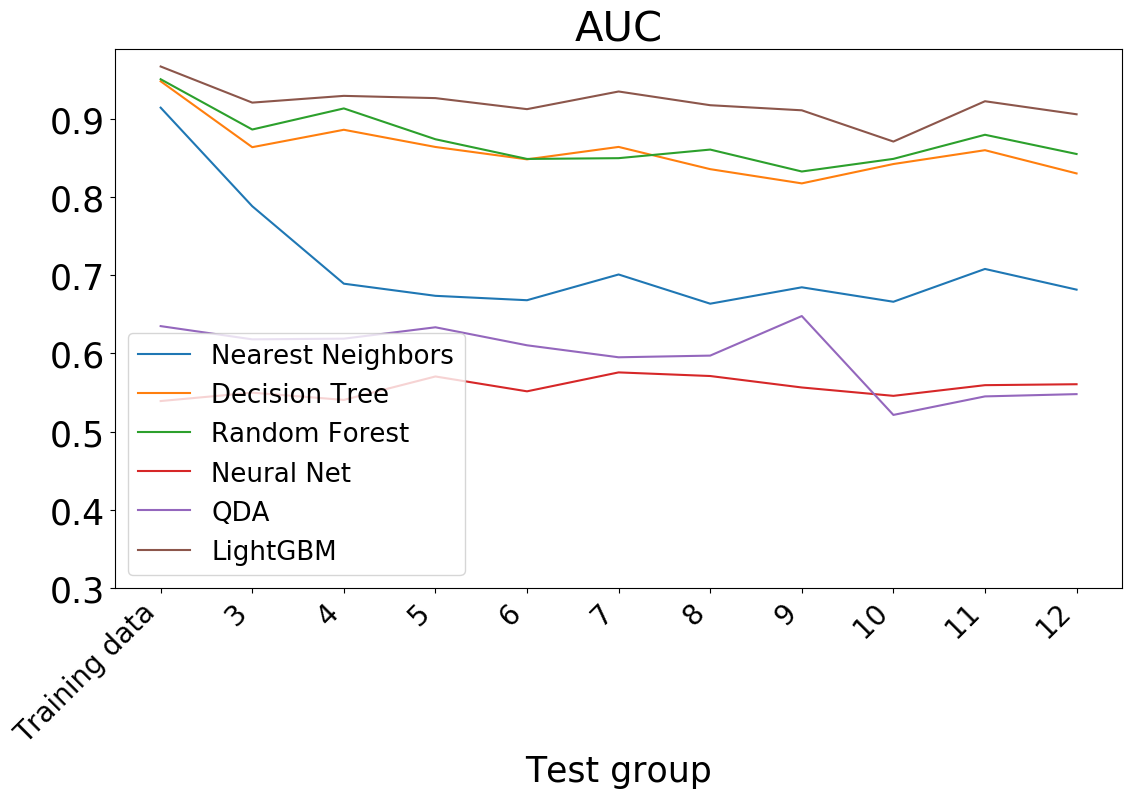 AUC
0.9
0.8
0.7
0.6
0.5
0.4
0.3
Nearest Neighbors
Decision Tree
Random Forest
Neural Net
QDA
LightGBM
Training data
3
4
5
6
7
8
9
10
11
12
Test group